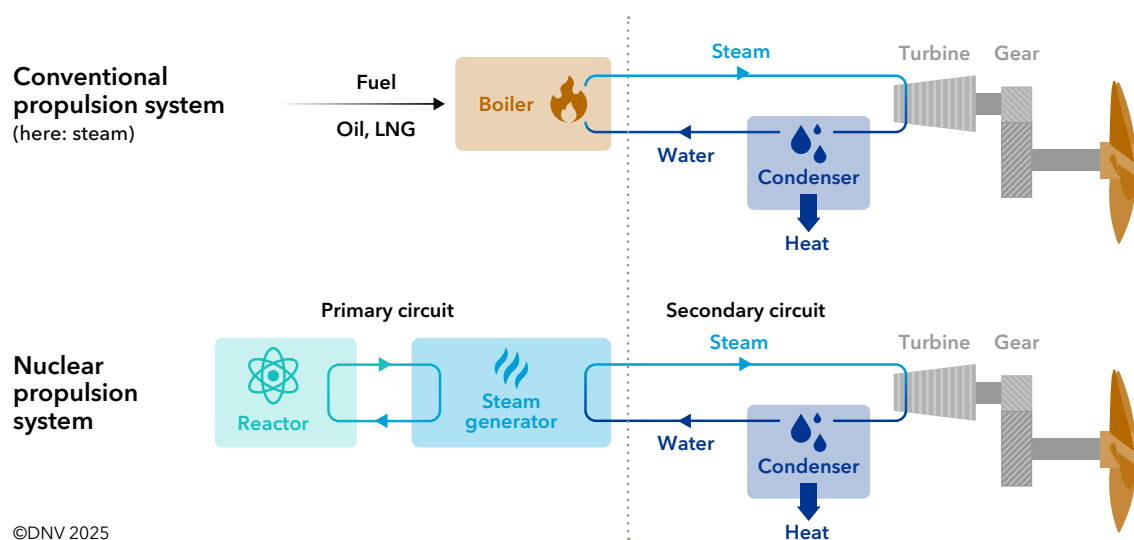 Conventional
propulsion system
(here: steam)
Fuel
Oil, LNG
Boiler
Steam
Water
Condenser
Heat
Turbine
Gear
Primary circuit
Secondary circuit
Nuclear
propulsion
system
Reactor
Steam
generator
Steam
Water
Condenser
Heat
Turbine
Gear
©DNV 2025